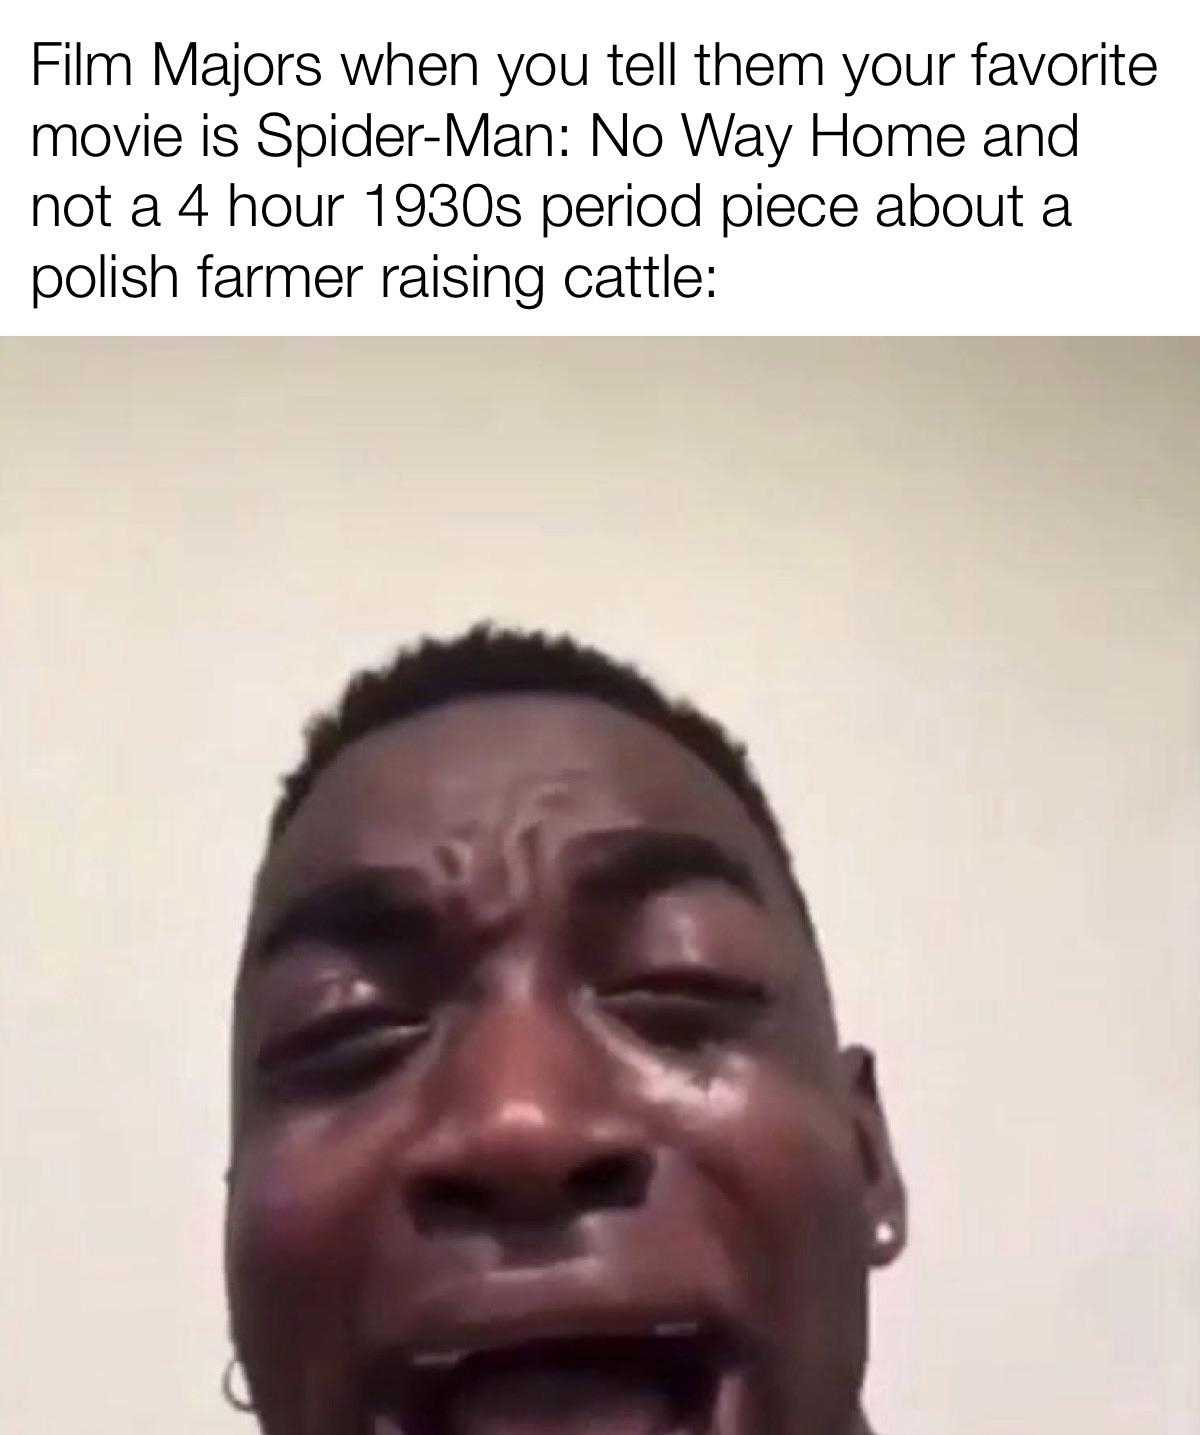 Film Majors when you tell them your favorite
movie is Spider-Man: No Way Home and
not a 4 hour 1930s period piece about a
polish farmer raising cattle: